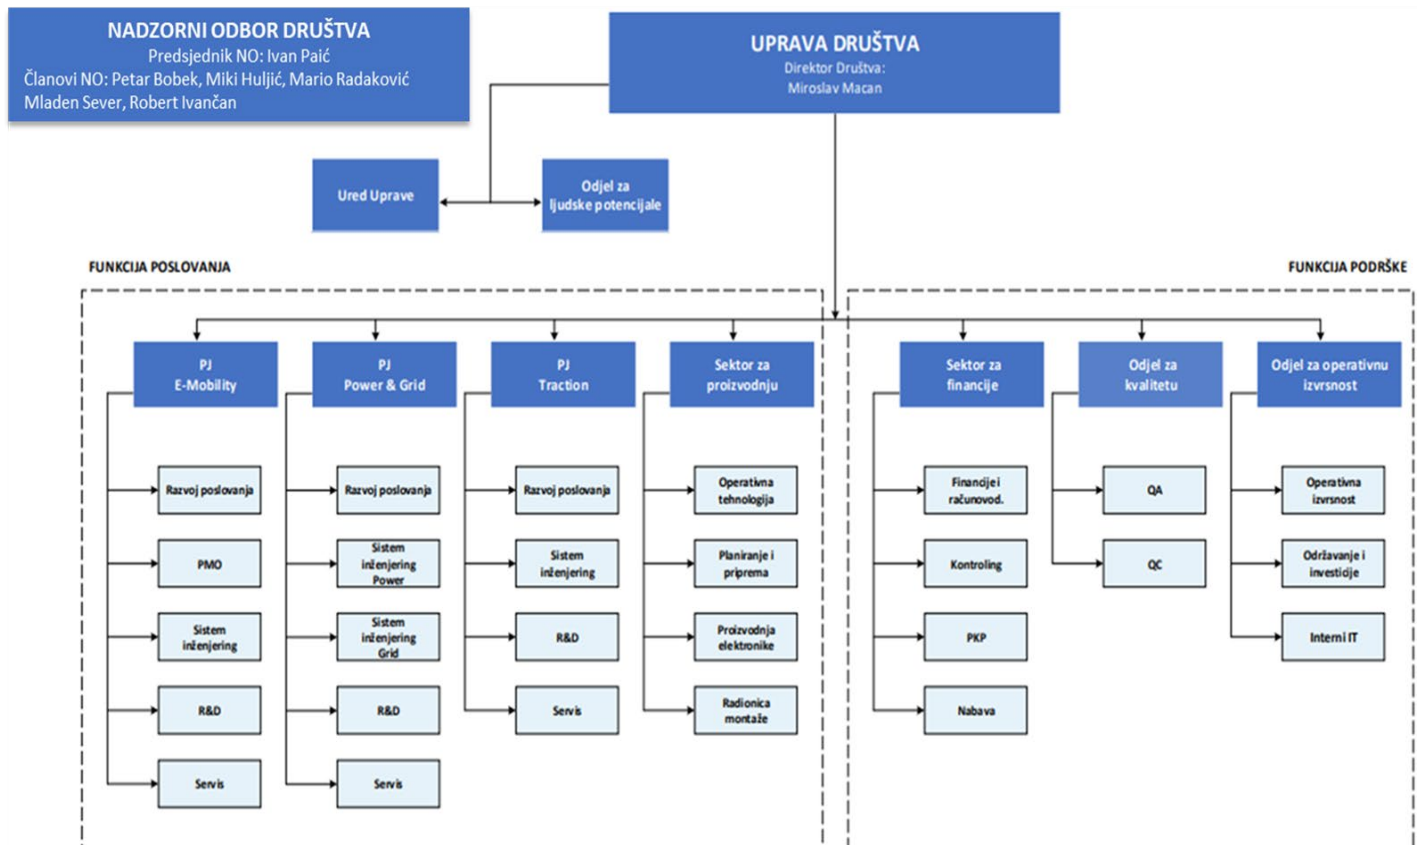 NADZORNI ODBOR DRUŠTVA
Predsjednik NO: Ivan Paić
Članovi NO: Petar Bobek, Miki Huljić, Mario Radaković
Mladen Sever, Robert Ivančan
UPRAVA DRUŠTVA
Direktor Društva:
Miroslav Macan
Ured Uprave
Odjel za
ljudske potencijale
FUNKCIJA POSLOVANJA
FUNKCIJA PODRŠKE
PJ
E-Mobility
Razvoj poslovanja
PMO
Sistem
inženjering
R&D
Servis
PJ
Power & Grid
Razvoj poslovanja
Sistem
inženjering
Power
Sistem
inženjering
Grid
R&D
Servis
PJ
Traction
Razvoj poslovanja
Sistem
inženjering
R&D
Servis
Sektor za
proizvodnju
Operativna
tehnologija
Planiranje i
priprema
Proizvodnja
elektronike
Radionica
montaže
Sektor za
financije
Financije i
računovod.
Kontroling
PKP
Nabava
Odjel za
kvalitetu
QA
QC
Odjel za operativnu
izvrsnost
Operativna
izvrsnost
Održavanje i
investicije
Interni IT